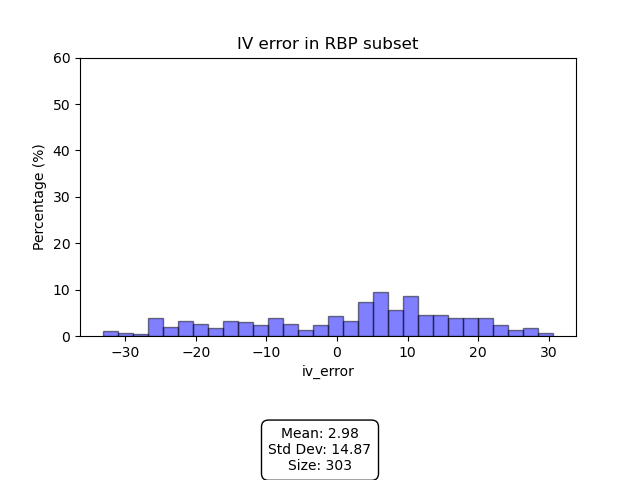 IV error in RBP subset
60
50
40
30
20
10
0
Percentage (%)
−30
−20
−10
0
10
20
30
iv_error
Mean: 2.98
Std Dev: 14.87
Size: 303